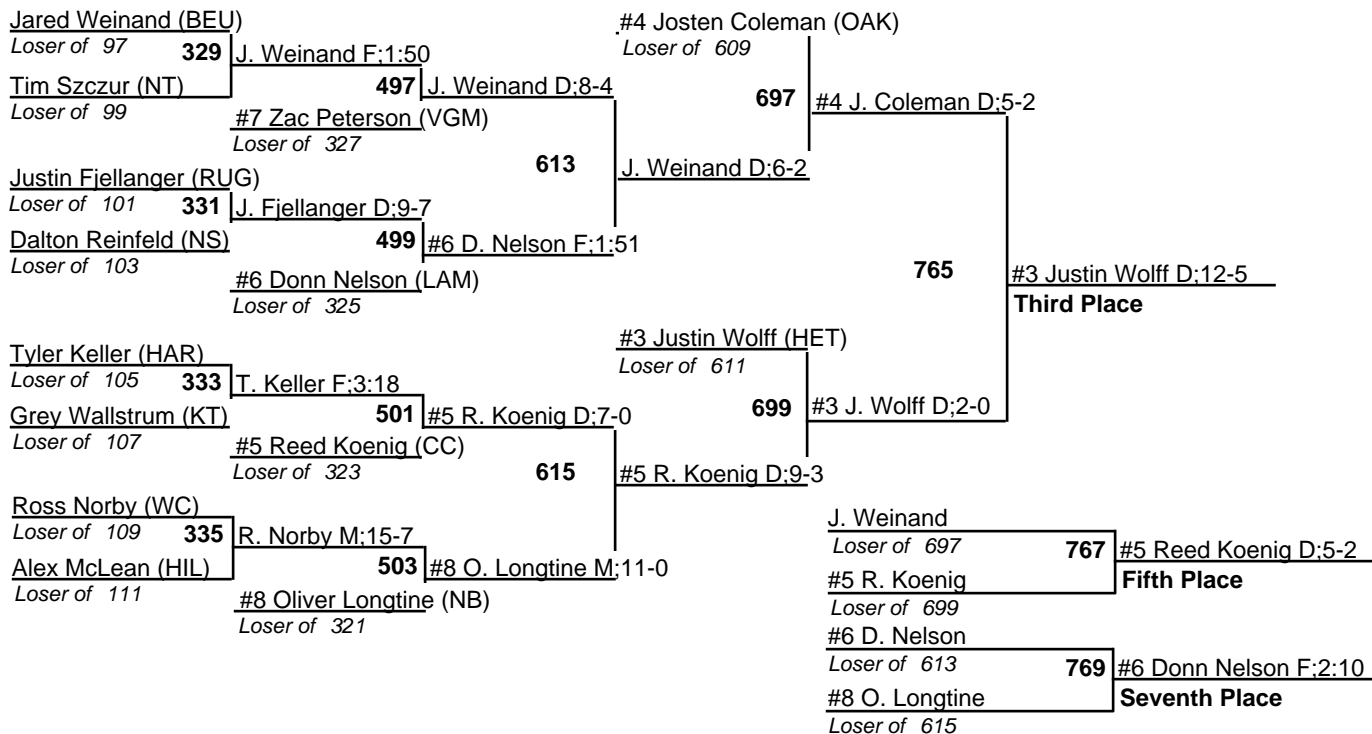 Jared Weinand (BEU)
Loser of 97
329
J. Weinand F;1:50
Tim Szczur (NT)
Loser of 99
497
J. Weinand D;8-4
#7 Zac Peterson (VGM)
Loser of 327
613
J. Weinand D;6-2
Justin Fjellanger (RUG)
Loser of 101
331
J. Fjellanger D;9-7
Dalton Reinfeld (NS)
Loser of 103
499
#6 D. Nelson F;1:51
#6 Donn Nelson (LAM)
Loser of 325
#4 Josten Coleman (OAK)
Loser of 609
697
#4 J. Coleman D;5-2
765
#3 Justin Wolff D;12-5
Third Place
Tyler Keller (HAR)
Loser of 105
333
T. Keller F;3:18
Grey Wallstrum (KT)
Loser of 107
501
#5 R. Koenig D;7-0
#5 Reed Koenig (CC)
Loser of 323
615
#5 R. Koenig D;9-3
Ross Norby (WC)
Loser of 109
335
R. Norby M;15-7
Alex McLean (HIL)
Loser of 111
503
#8 O. Longtine M;11-0
#8 Oliver Longtine (NB)
Loser of 321
#3 Justin Wolff (HET)
Loser of 611
699
#3 J. Wolff D;2-0
J. Weinand
Loser of 697
767
#5 Reed Koenig D;5-2
#5 R. Koenig
Fifth Place
Loser of 699
#6 D. Nelson
Loser of 613
769
#6 Donn Nelson F;2:10
#8 O. Longtine
Seventh Place
Loser of 615